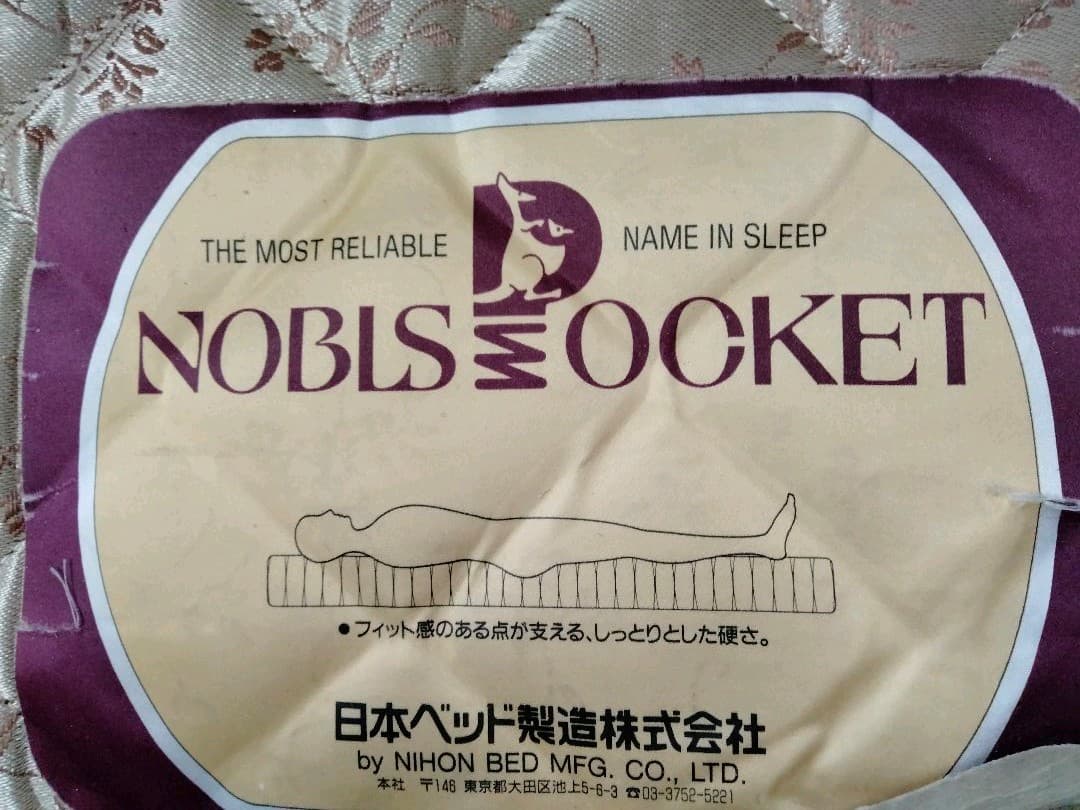 THE MOST RELIABLE NAME IN SLEEP
NOBLS POCKET
●フィット感のある点が支える、しっとりとした硬さ。
日本ベッド製造株式会社
by NIHON BED MFG. CO., LTD.
本社 〒146 東京都大田区池上5-6-3 ☎03-3752-5221